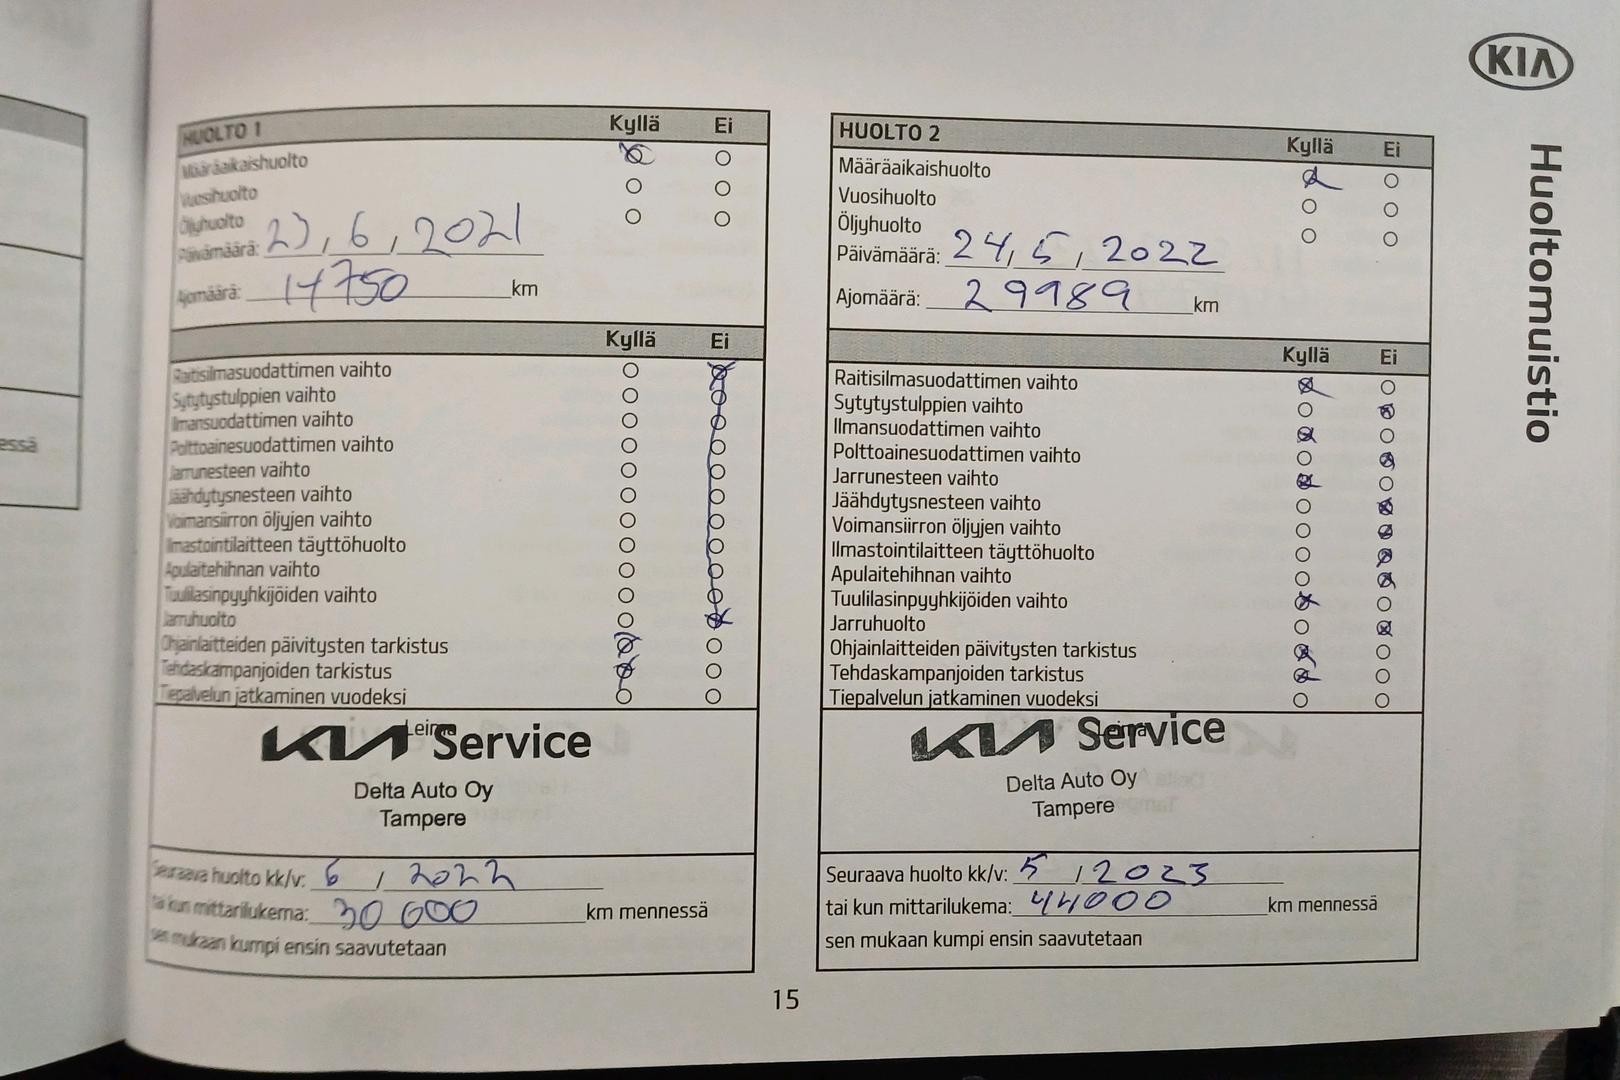 KIA
Huoltomuistio
essä
HUOLTO 1 Kyllä Ei
Määräaikaishuolto
Vuosihuolto
Öljyhuolto
Päivämäärä: 23, 6, 2021
Ajomäärä: 14750 km
Kyllä Ei
Raitisilmasuodattimen vaihto
Sytytystulppien vaihto
Ilmansuodattimen vaihto
Polttoainesuodattimen vaihto
Jarrunesteen vaihto
Jäähdytysnesteen vaihto
Voimansiirron öljyjen vaihto
Ilmastointilaitteen täyttöhuolto
Apulaitehihnan vaihto
Tuulilasinpyyhkijöiden vaihto
Jarruhuolto
Ohjainlaitteiden päivitysten tarkistus
Tehdaskampanjoiden tarkistus
Tiepalvelun jatkaminen vuodeksi
Leima
KIA Service
Delta Auto Oy
Tampere
Seuraava huolto kk/v: 6 / 2022
tai kun mittarilukema: 30 000 km mennessä
sen mukaan kumpi ensin saavutetaan
HUOLTO 2 Kyllä Ei
Määräaikaishuolto
Vuosihuolto
Öljyhuolto
Päivämäärä: 24, 5, 2022
Ajomäärä: 29989 km
Kyllä Ei
Raitisilmasuodattimen vaihto
Sytytystulppien vaihto
Ilmansuodattimen vaihto
Polttoainesuodattimen vaihto
Jarrunesteen vaihto
Jäähdytysnesteen vaihto
Voimansiirron öljyjen vaihto
Ilmastointilaitteen täyttöhuolto
Apulaitehihnan vaihto
Tuulilasinpyyhkijöiden vaihto
Jarruhuolto
Ohjainlaitteiden päivitysten tarkistus
Tehdaskampanjoiden tarkistus
Tiepalvelun jatkaminen vuodeksi
Leima
KIA Service
Delta Auto Oy
Tampere
Seuraava huolto kk/v: 5 / 2023
tai kun mittarilukema: 44000 km mennessä
sen mukaan kumpi ensin saavutetaan
15